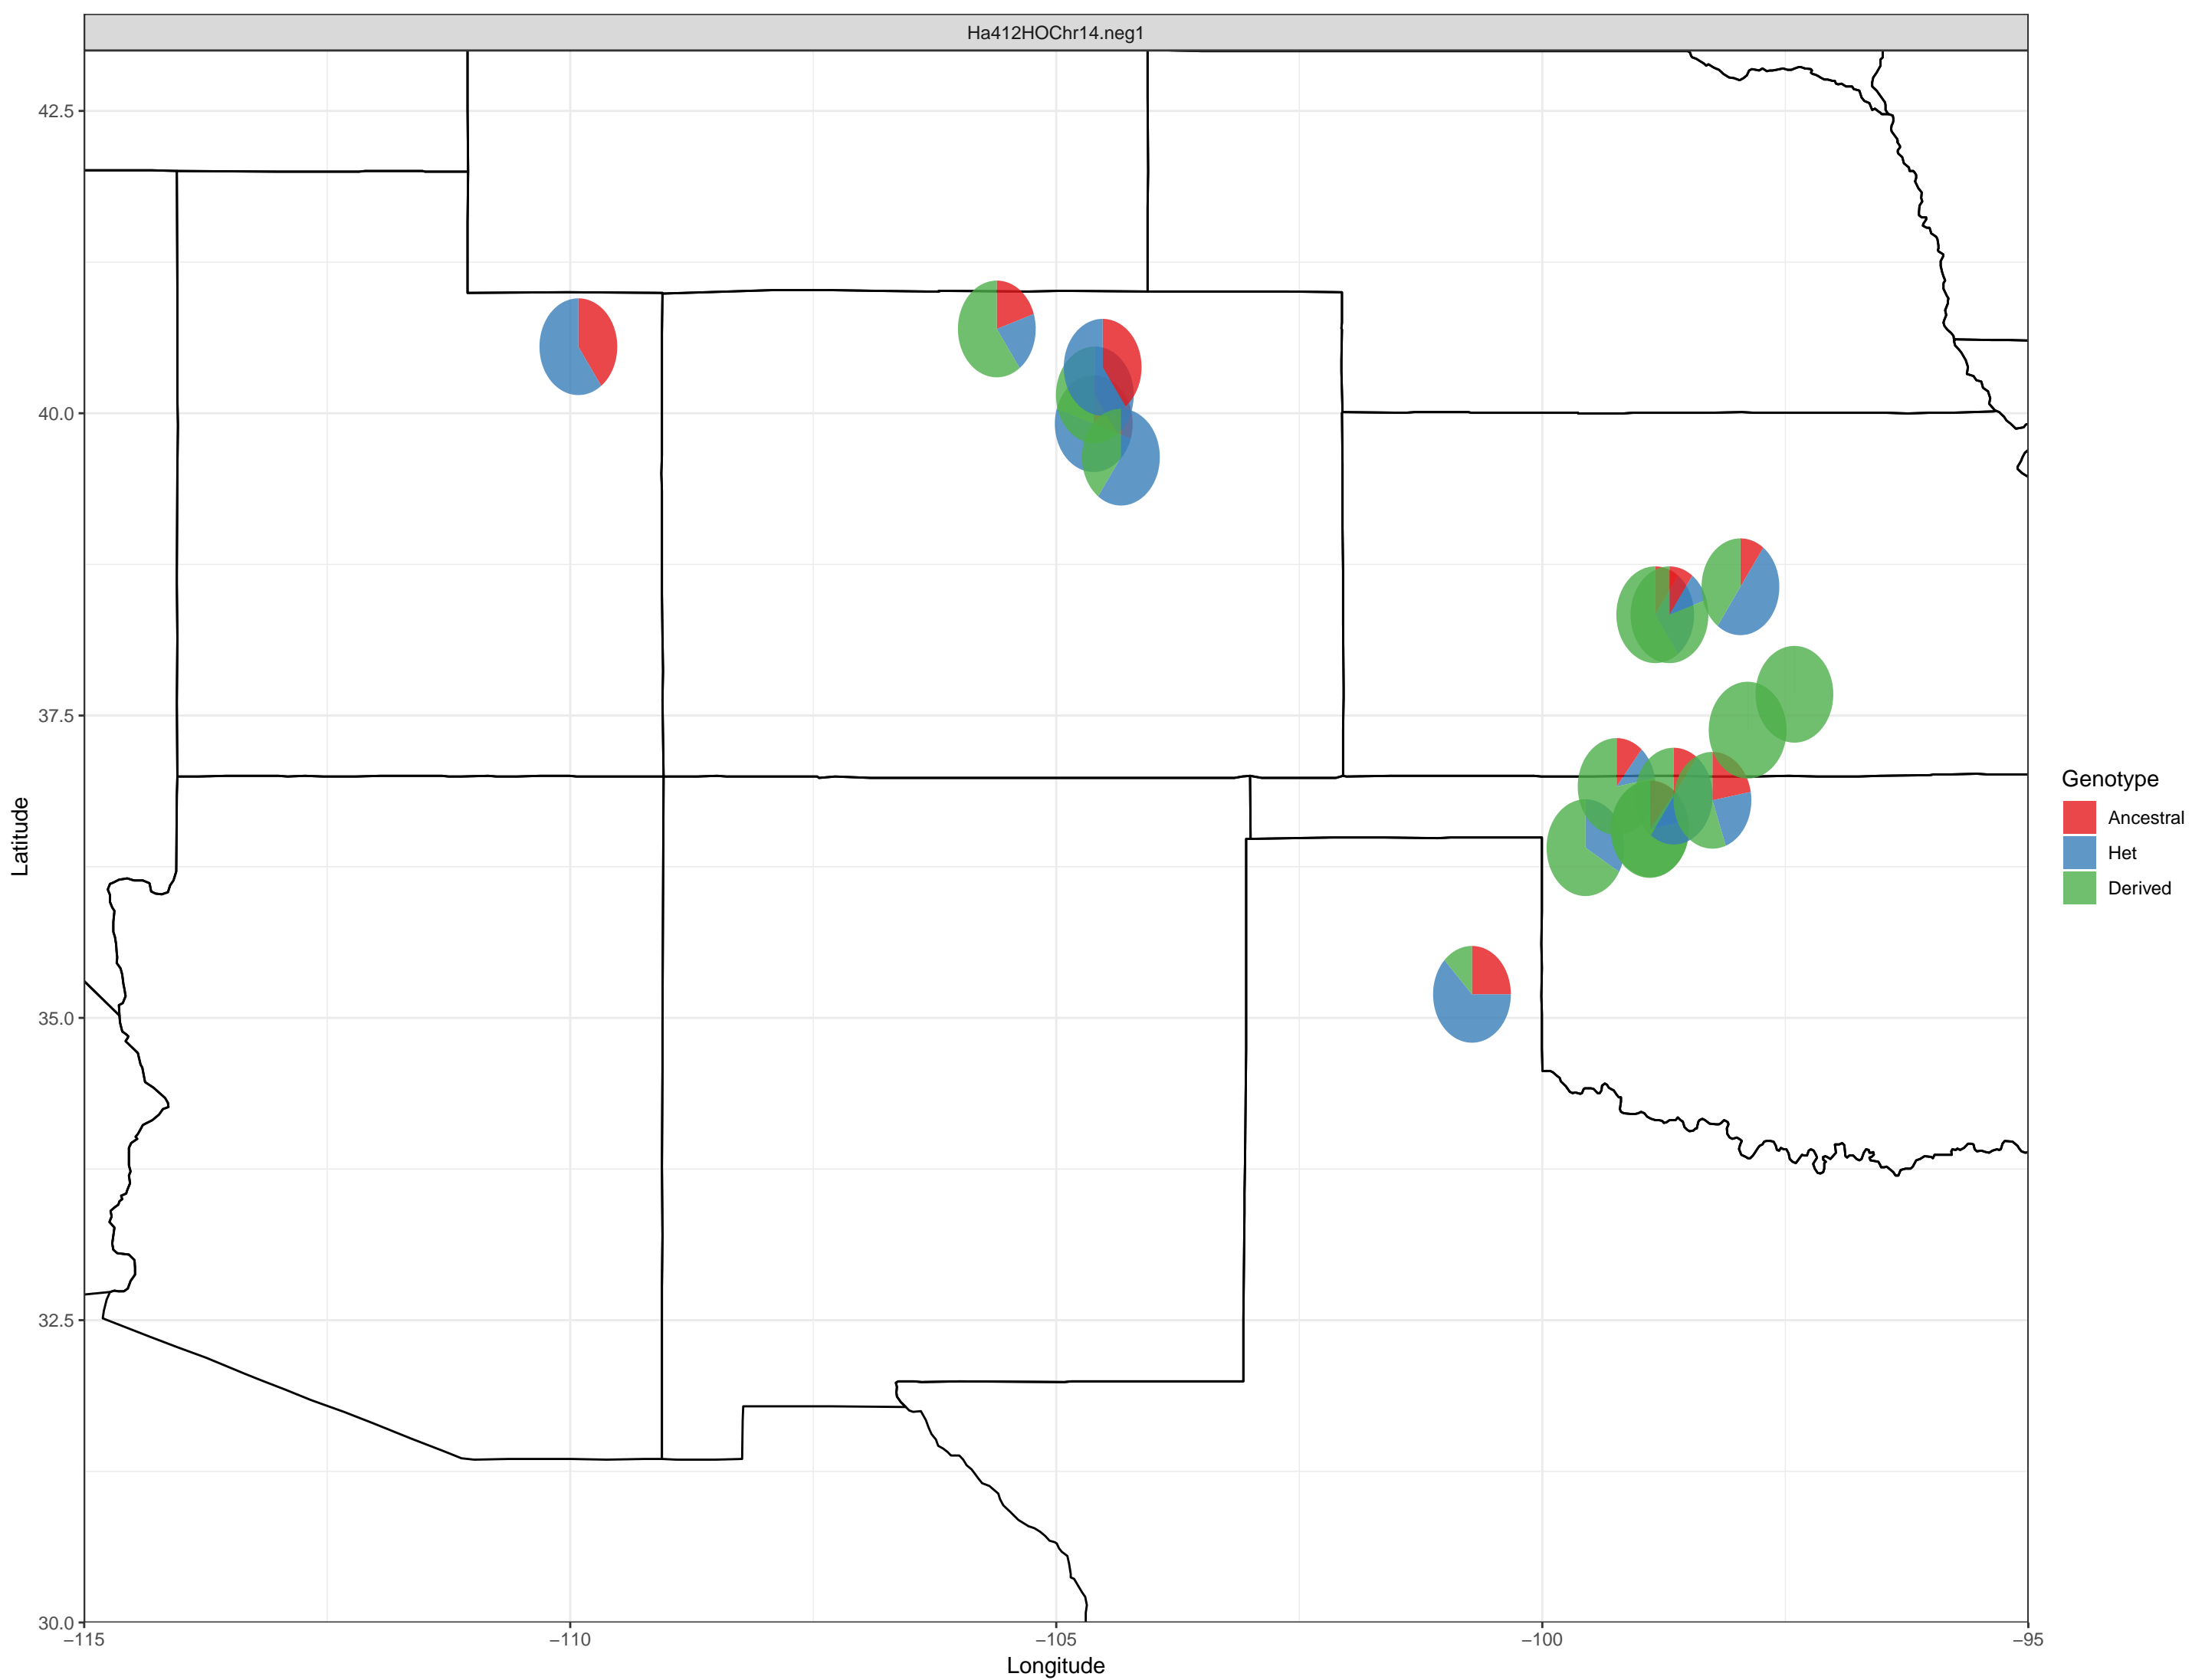 Ha412HOChr14.neg1
42.5
40.0
37.5
35.0
32.5
30.0
Latitude
−115
−110
−105
−100
−95
Longitude
Genotype
Ancestral
Het
Derived